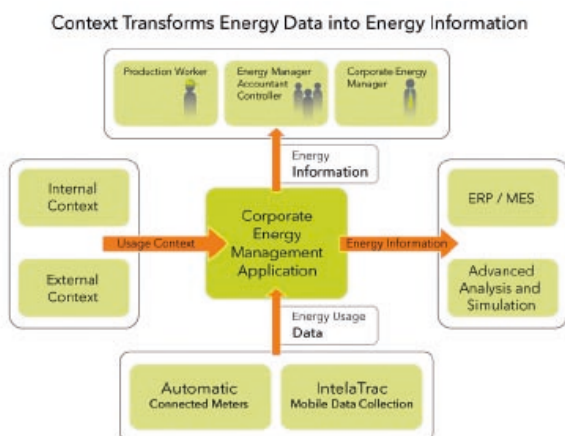 Context Transforms Energy Data into Energy Information
Production Worker
Energy Manager
Accountant
Controller
Corporate Energy
Manager
Energy
Information
Internal
Context
External
Context
Usage Context
Corporate
Energy
Management
Application
Energy Information
ERP / MES
Advanced
Analysis and
Simulation
Energy Usage
Data
Automatic
Connected Meters
IntelaTrac
Mobile Data Collection